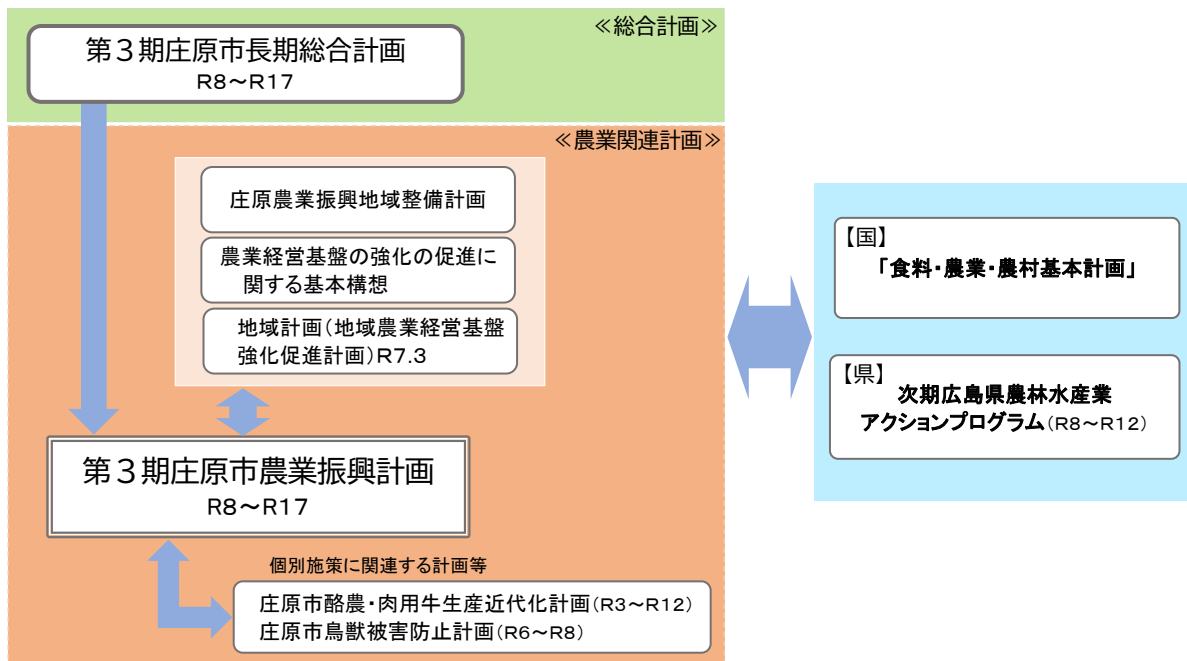 ≪総合計画≫
第３期庄原市長期総合計画
R8～R17
≪農業関連計画≫
庄原農業振興地域整備計画
農業経営基盤の強化の促進に
関する基本構想
地域計画（地域農業経営基盤
強化促進計画）R7.3
第３期庄原市農業振興計画
R8～R17
個別施策に関連する計画等
庄原市酪農・肉用牛生産近代化計画（R3～R12）
庄原市鳥獣被害防止計画（R6～R8）
【国】
「食料・農業・農村基本計画」
【県】
次期広島県農林水産業
アクションプログラム（R8～R12）